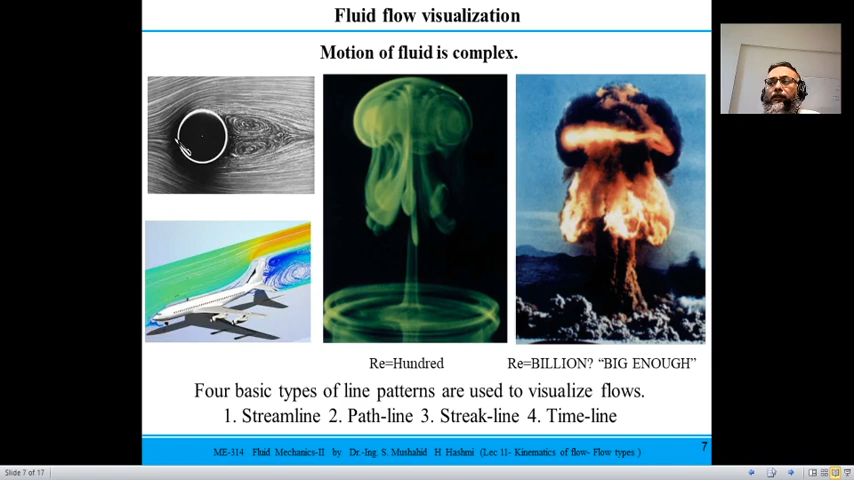 Fluid flow visualization
Motion of fluid is complex.
Re=Hundred
Re=BILLION? “BIG ENOUGH”
Four basic types of line patterns are used to visualize flows.
1. Streamline 2. Path-line 3. Streak-line 4. Time-line
ME-314 Fluid Mechanics-II by Dr.-Ing. S. Mushahid H Hashmi (Lec 11- Kinematics of flow- Flow types )
7
Slide 7 of 17